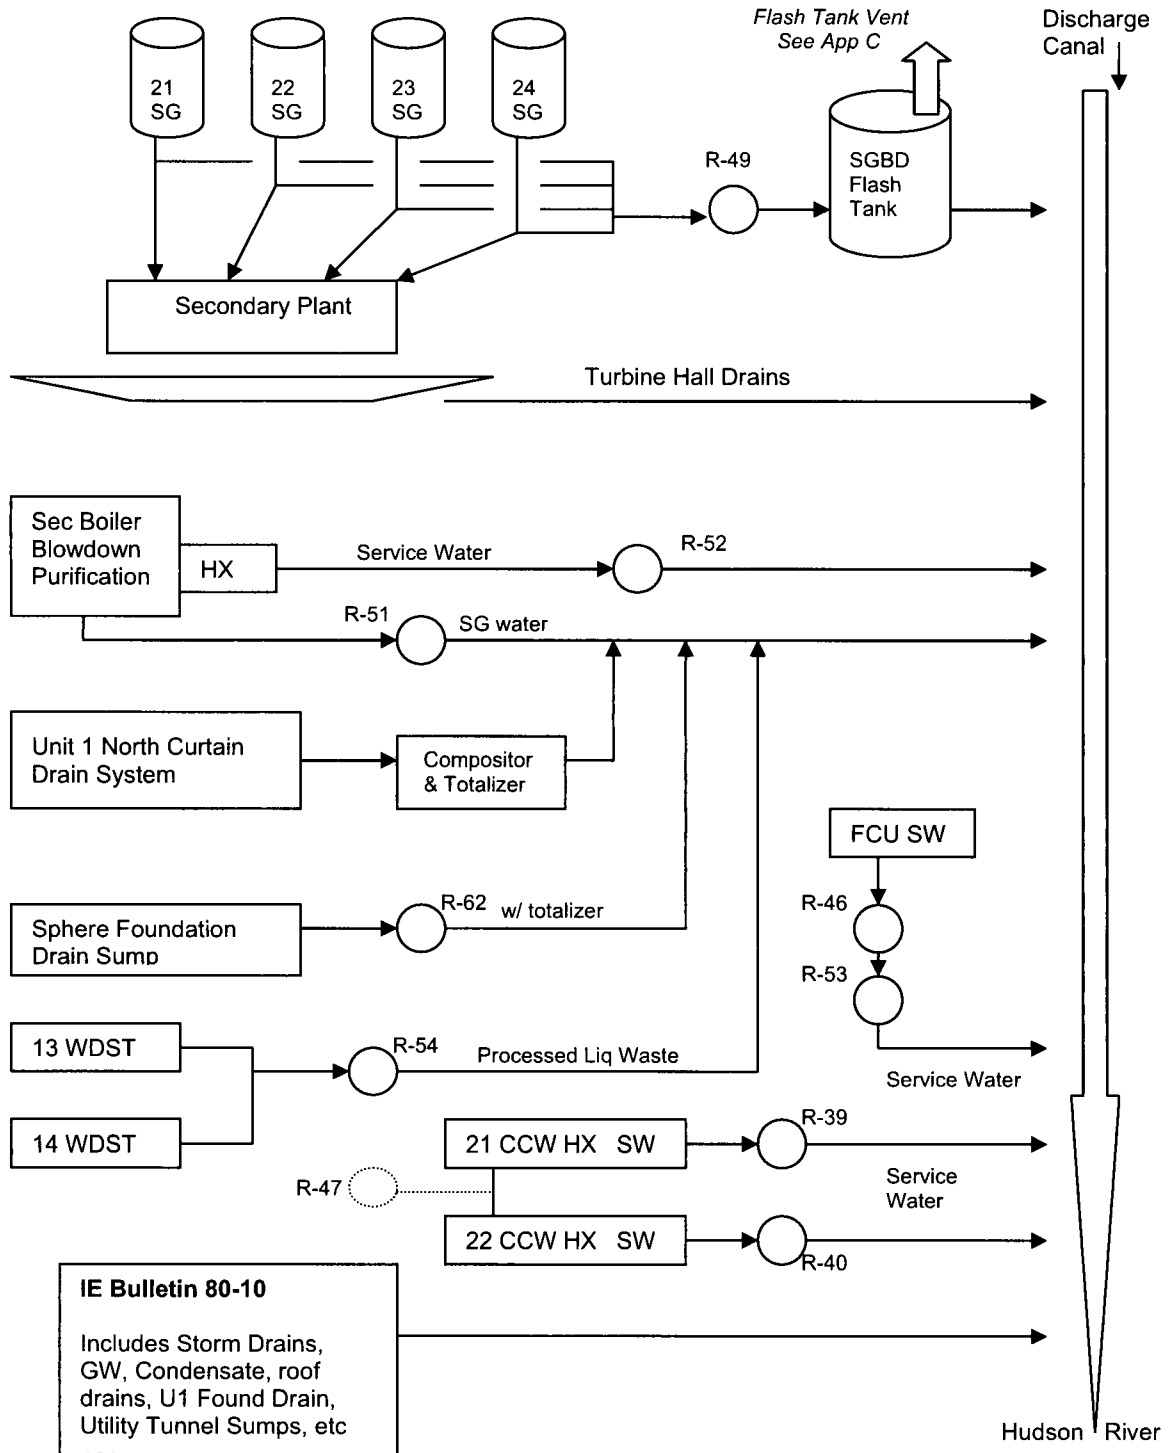 Flash Tank Vent
See App C
Discharge
Canal
21
SG
22
SG
23
SG
24
SG
R-49
SGBD
Flash
Tank
Secondary Plant
Turbine Hall Drains
Sec Boiler
Blowdown
Purification
HX
Service Water
R-52
R-51
SG water
Unit 1 North Curtain
Drain System
Compositor
& Totalizer
FCU SW
R-46
R-53
Service Water
Sphere Foundation
Drain Sump
R-62
w/ totalizer
13 WDST
14 WDST
R-54
Processed Liq Waste
21 CCW HX SW
R-39
R-47
Service
Water
22 CCW HX SW
R-40
IE Bulletin 80-10
Includes Storm Drains,
GW, Condensate, roof
drains, U1 Found Drain,
Utility Tunnel Sumps, etc
Hudson River